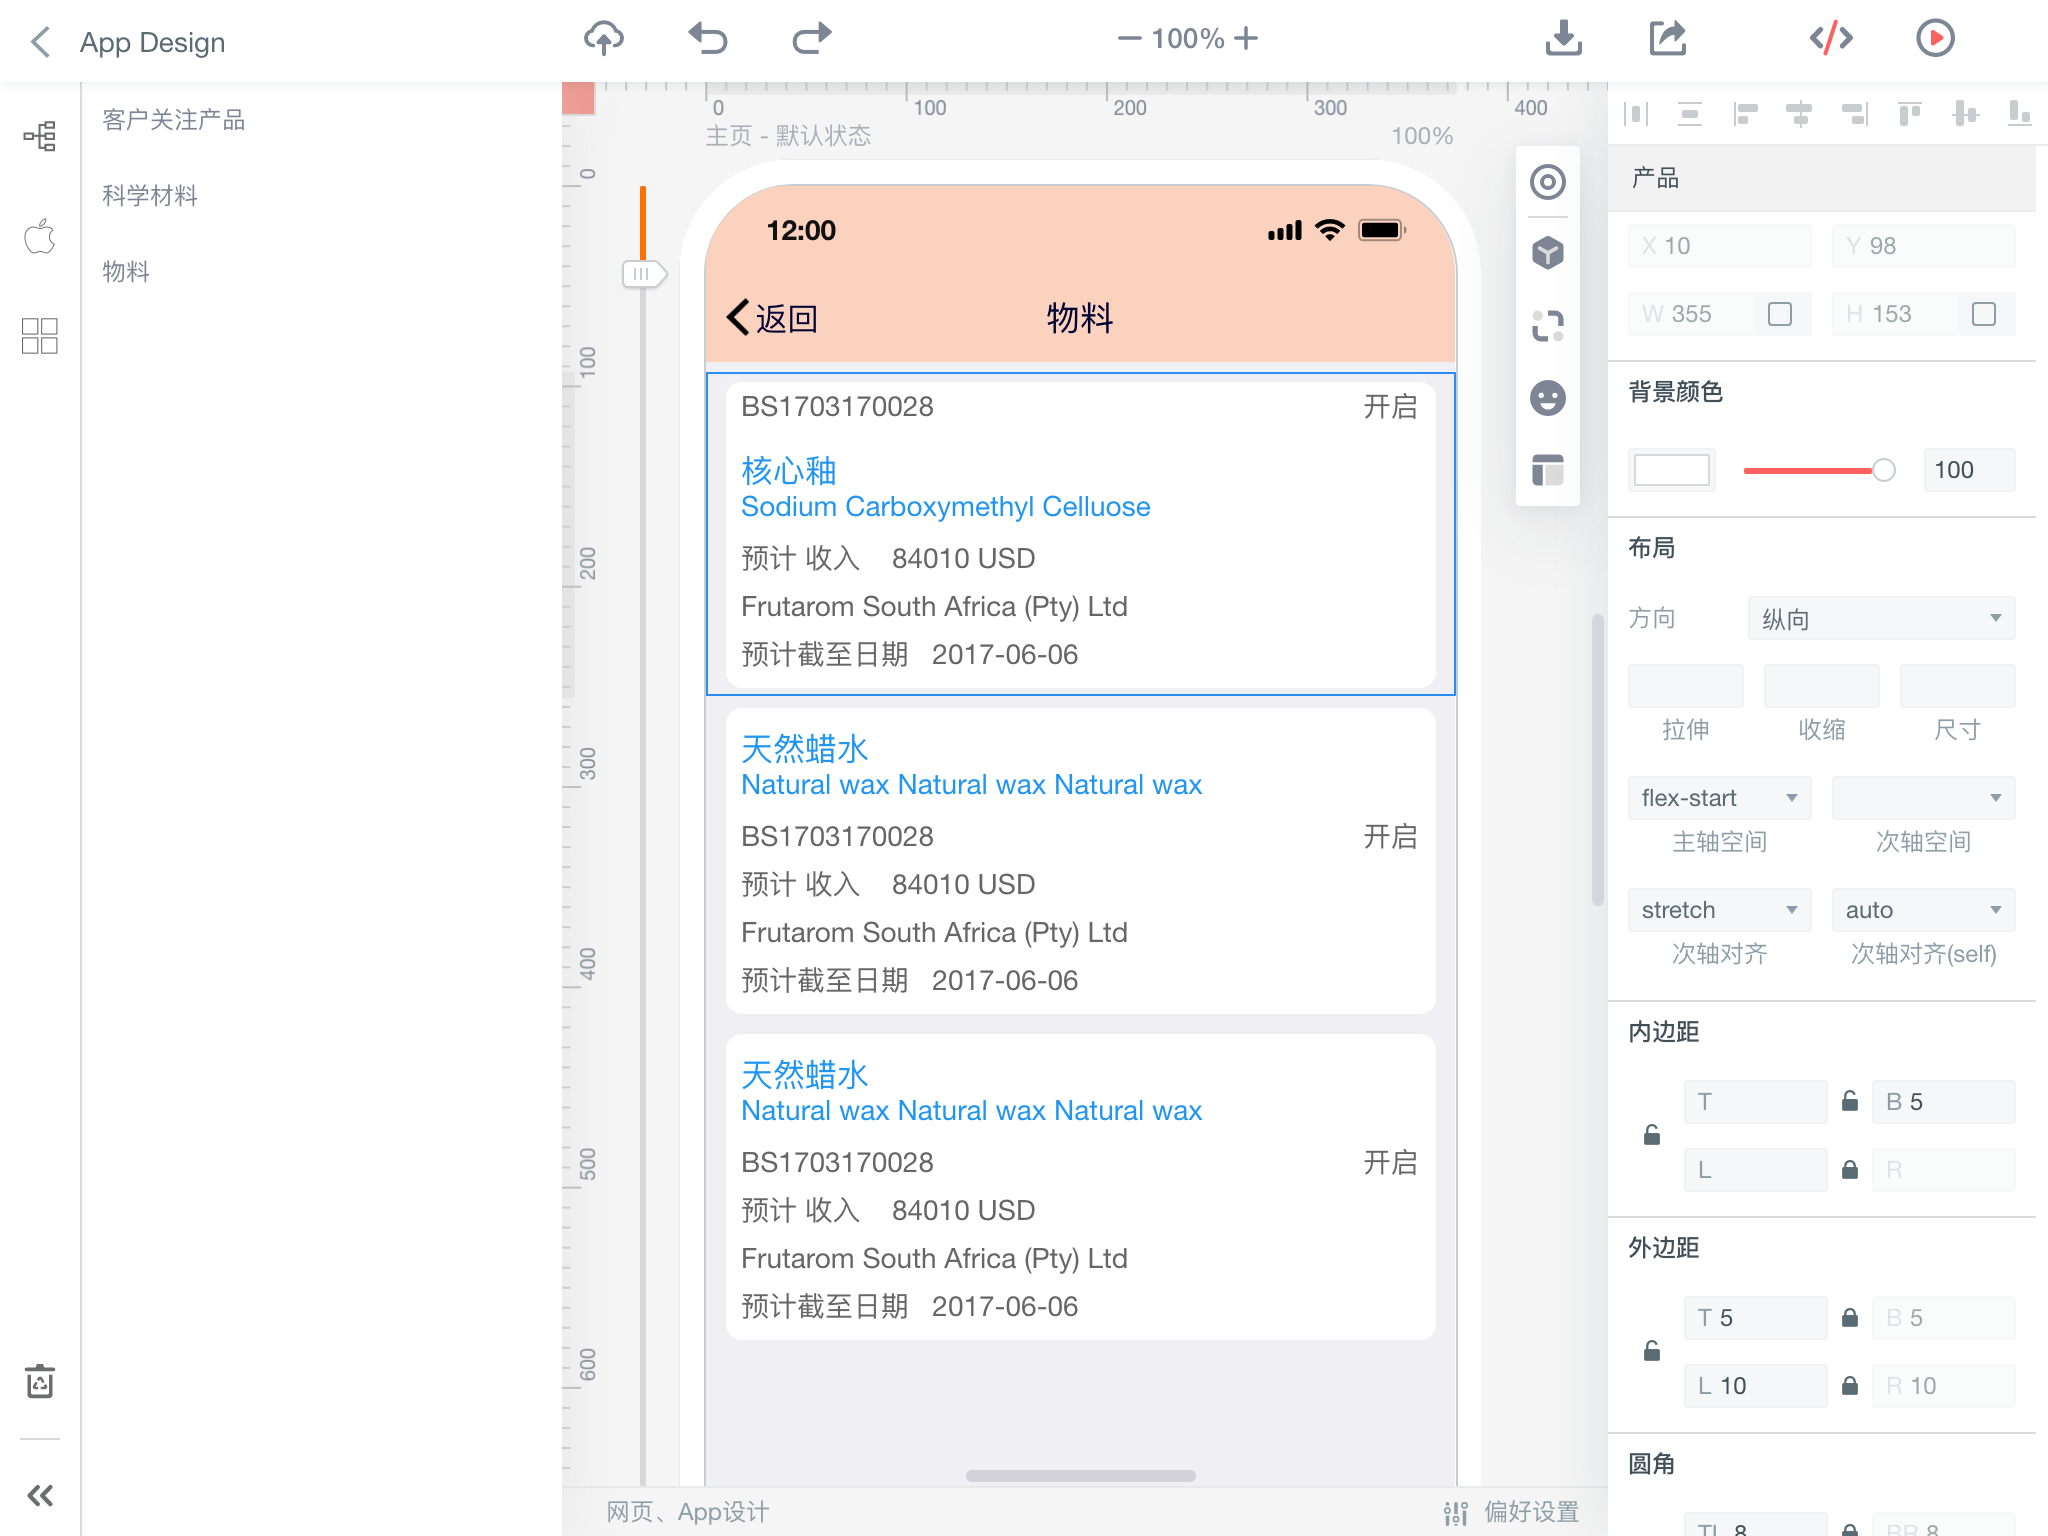 App Design
100%
客户关注产品
科学材料
物料
0
100
200
300
400
主页 - 默认状态
100%
0
100
200
300
400
500
600
12:00
返回
物料
BS1703170028
开启
核心釉
Sodium Carboxymethyl Celluose
预计 收入 84010 USD
Frutarom South Africa (Pty) Ltd
预计截至日期 2017-06-06
天然蜡水
Natural wax Natural wax Natural wax
BS1703170028
开启
预计 收入 84010 USD
Frutarom South Africa (Pty) Ltd
预计截至日期 2017-06-06
天然蜡水
Natural wax Natural wax Natural wax
BS1703170028
开启
预计 收入 84010 USD
Frutarom South Africa (Pty) Ltd
预计截至日期 2017-06-06
网页、App设计
偏好设置
产品
X 10
Y 98
W 355
H 153
背景颜色
100
布局
方向
纵向
拉伸
收缩
尺寸
flex-start
主轴空间
次轴空间
stretch
auto
次轴对齐
次轴对齐(self)
内边距
T
B 5
L
R
外边距
T 5
B 5
L 10
R 10
圆角
TL 8
BR 8